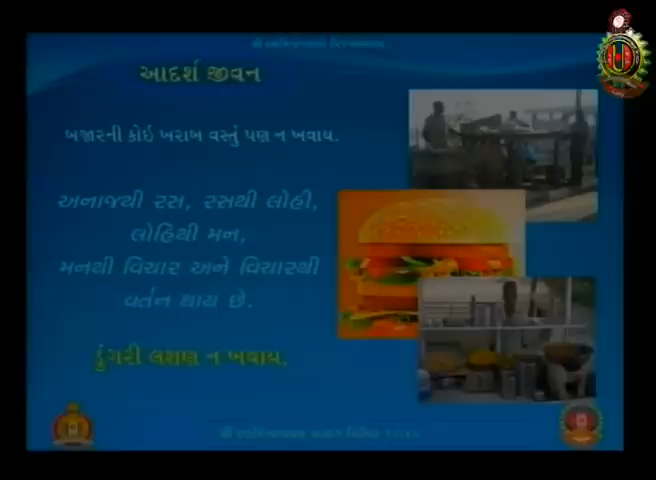 આદર્શ જીવન
બજારની કોઈ ખરાબ વસ્તું પણ ન ખવાય.
અનાજથી રસ, રસથી લોહી,
લોહિથી મન,
મનથી વિચાર અને વિચારથી
વર્તન થાય છે.
ડુંગરી લશણ ન ખવાય.